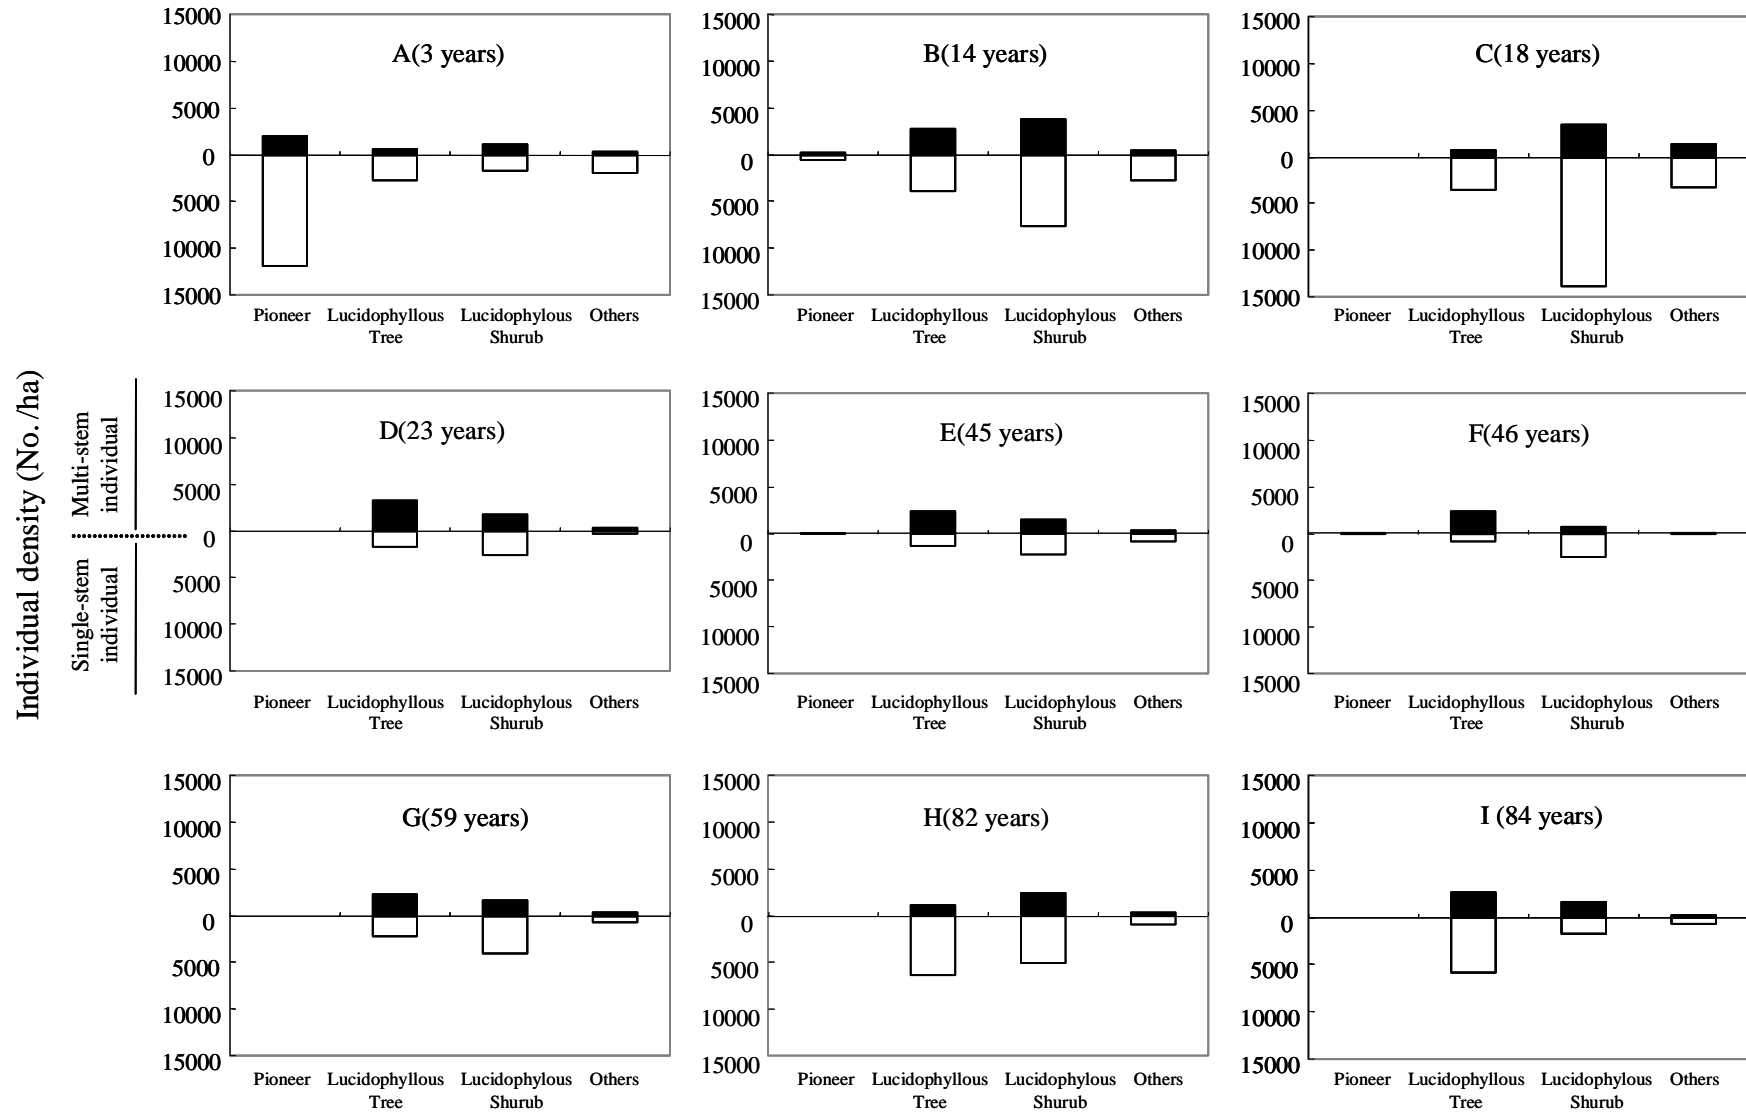 Individual density (No. /ha)
Multi-stem
individual
Single-stem
individual
A(3 years)
15000
10000
5000
0
5000
10000
15000
Pioneer Lucidophyllous Lucidophylous Others
Tree Shurub
B(14 years)
15000
10000
5000
0
5000
10000
15000
Pioneer Lucidophyllous Lucidophylous Others
Tree Shurub
C(18 years)
15000
10000
5000
0
5000
10000
15000
Pioneer Lucidophyllous Lucidophylous Others
Tree Shurub
D(23 years)
15000
10000
5000
0
5000
10000
15000
Pioneer Lucidophyllous Lucidophylous Others
Tree Shurub
E(45 years)
15000
10000
5000
0
5000
10000
15000
Pioneer Lucidophyllous Lucidophylous Others
Tree Shurub
F(46 years)
15000
10000
5000
0
5000
10000
15000
Pioneer Lucidophyllous Lucidophylous Others
Tree Shurub
G(59 years)
15000
10000
5000
0
5000
10000
15000
Pioneer Lucidophyllous Lucidophylous Others
Tree Shurub
H(82 years)
15000
10000
5000
0
5000
10000
15000
Pioneer Lucidophyllous Lucidophylous Others
Tree Shurub
I (84 years)
15000
10000
5000
0
5000
10000
15000
Pioneer Lucidophyllous Lucidophylous Others
Tree Shurub